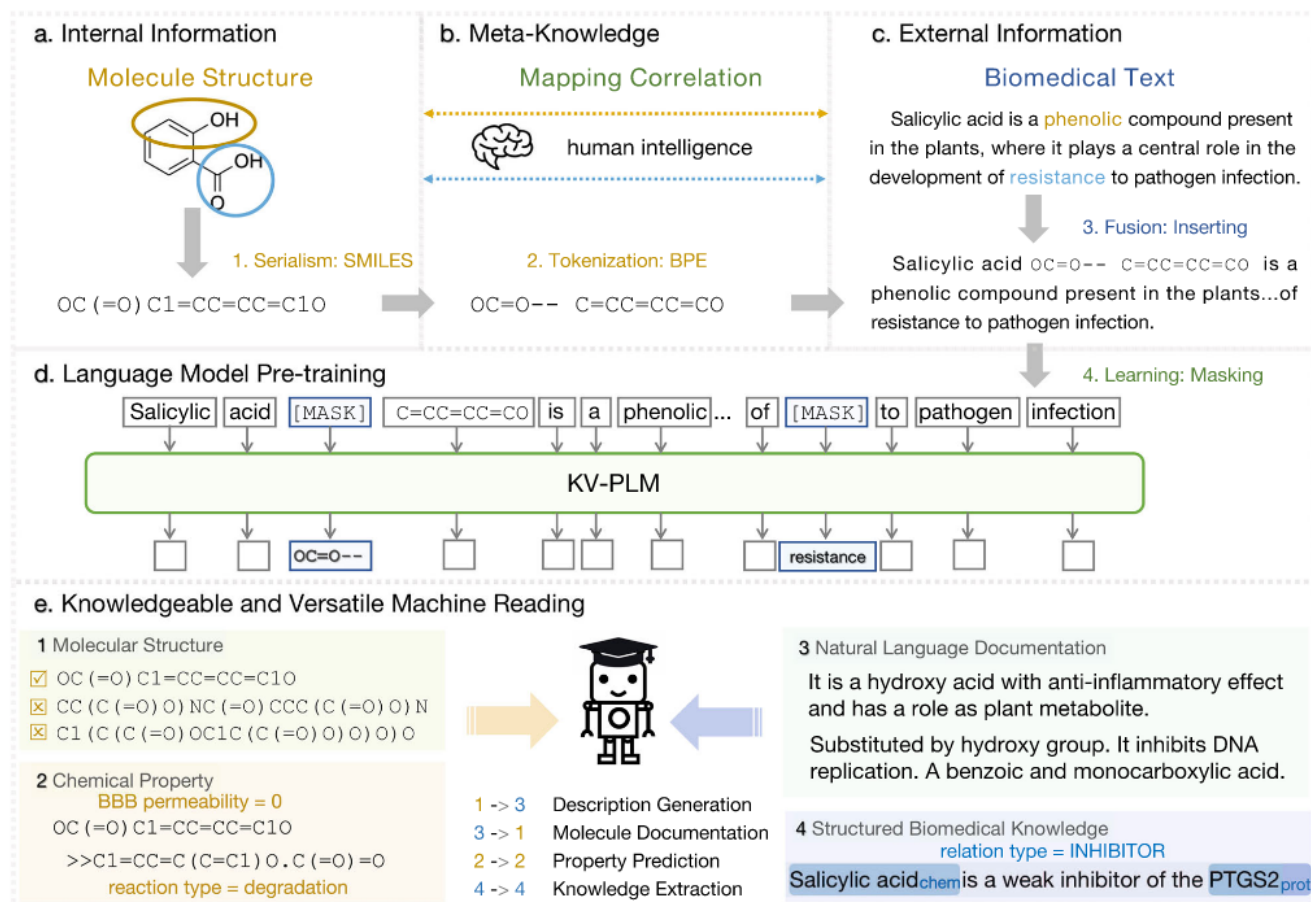 a. Internal Information
Molecule Structure
OH
OH
O
1. Serialism: SMILES
OC(=O)C1=CC=CC=C1O
b. Meta-Knowledge
Mapping Correlation
human intelligence
2. Tokenization: BPE
OC=O-- C=CC=CC=CO
c. External Information
Biomedical Text
Salicylic acid is a phenolic compound present
in the plants, where it plays a central role in the
development of resistance to pathogen infection.
3. Fusion: Inserting
Salicylic acid OC=O-- C=CC=CC=CO is a
phenolic compound present in the plants...of
resistance to pathogen infection.
4. Learning: Masking
d. Language Model Pre-training
Salicylic acid [MASK] C=CC=CC=CO is a phenolic... of [MASK] to pathogen infection
KV-PLM
OC=O-- resistance
e. Knowledgeable and Versatile Machine Reading
1 Molecular Structure
OC(=O)C1=CC=CC=C1O
CC(C(=O)O)NC(=O)CCC(C(=O)O)N
C1(C(C(=O)OC1C(C(=O)O)O)O)O
2 Chemical Property
BBB permeability = 0
OC(=O)C1=CC=CC=C1O
>>C1=CC=C(C=C1)O.C(=O)=O
reaction type = degradation
1 -> 3 Description Generation
3 -> 1 Molecule Documentation
2 -> 2 Property Prediction
4 -> 4 Knowledge Extraction
3 Natural Language Documentation
It is a hydroxy acid with anti-inflammatory effect
and has a role as plant metabolite.
Substituted by hydroxy group. It inhibits DNA
replication. A benzoic and monocarboxylic acid.
4 Structured Biomedical Knowledge
relation type = INHIBITOR
Salicylic acid chem is a weak inhibitor of the PTGS2 prot